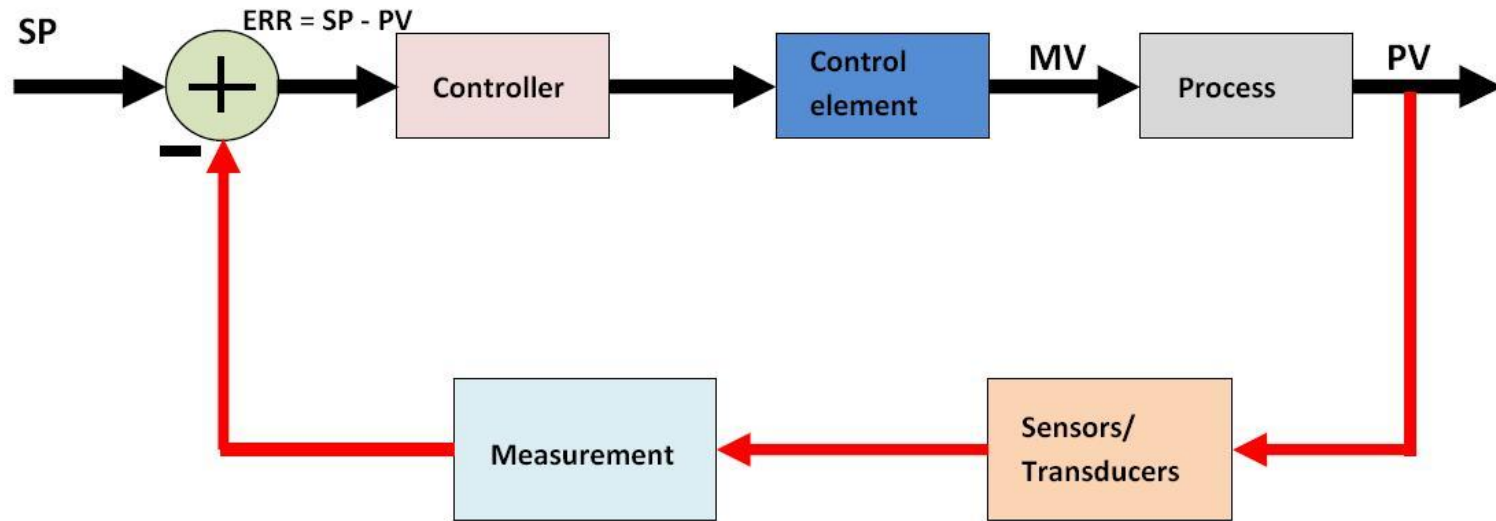 SP
ERR = SP - PV
+
−
Controller
Control
element
MV
Process
PV
Measurement
Sensors/
Transducers